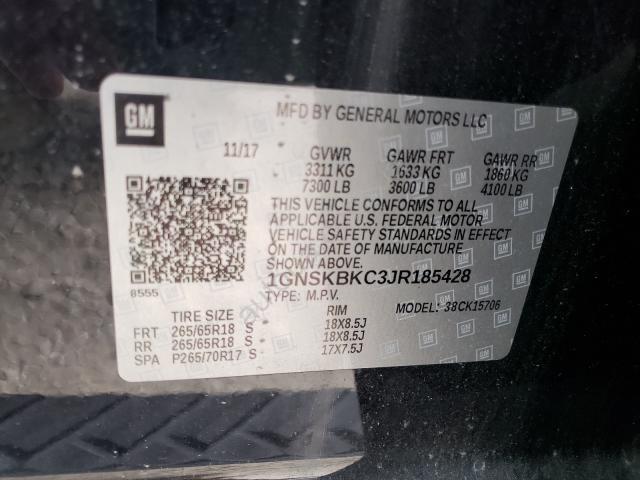 GM
MFD BY GENERAL MOTORS LLC
11/17 GVWR GAWR FRT GAWR RR
3311 KG 1633 KG 1860 KG
7300 LB 3600 LB 4100 LB
THIS VEHICLE CONFORMS TO ALL
APPLICABLE U.S. FEDERAL MOTOR
VEHICLE SAFETY STANDARDS IN EFFECT
ON THE DATE OF MANUFACTURE
SHOWN ABOVE.
8555 1GNSKBKC3JR185428
TYPE: M.P.V. MODEL: 38CK15706
TIRE SIZE RIM
FRT 265/65R18 S 18X8.5J
RR 265/65R18 S 18X8.5J
SPA P265/70R17 S 17X7.5J